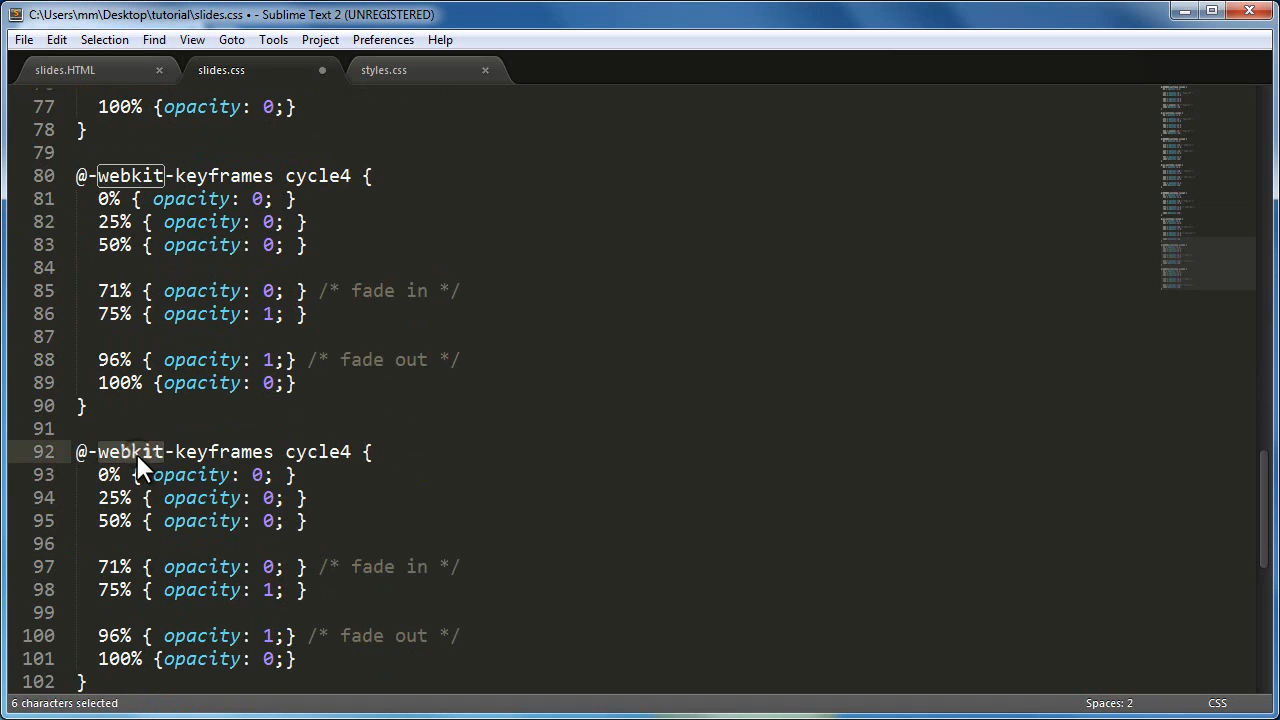 C:\Users\mm\Desktop\tutorial\slides.css • - Sublime Text 2 (UNREGISTERED)
File Edit Selection Find View Goto Tools Project Preferences Help
slides.HTML × slides.css styles.css ×
77 100% {opacity: 0;}
78 }
79
80 @-webkit-keyframes cycle4 {
81 0% { opacity: 0; }
82 25% { opacity: 0; }
83 50% { opacity: 0; }
84
85 71% { opacity: 0; } /* fade in */
86 75% { opacity: 1; }
87
88 96% { opacity: 1;} /* fade out */
89 100% {opacity: 0;}
90 }
91
92 @-webkit-keyframes cycle4 {
93 0% { opacity: 0; }
94 25% { opacity: 0; }
95 50% { opacity: 0; }
96
97 71% { opacity: 0; } /* fade in */
98 75% { opacity: 1; }
99
100 96% { opacity: 1;} /* fade out */
101 100% {opacity: 0;}
102 }
6 characters selected Spaces: 2 CSS